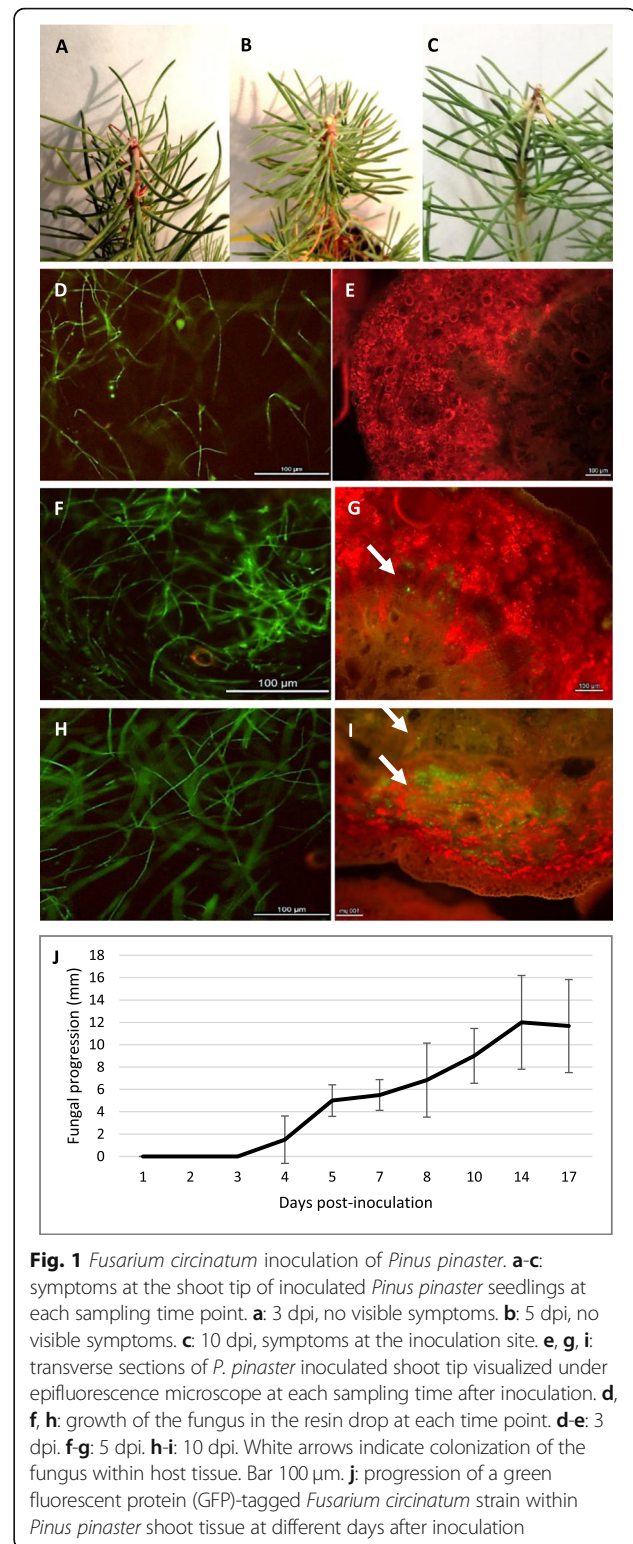 A
B
C
D
E
100 µm
100 µm
F
G
100 µm
100 µm
H
I
100 µm
100 µm
J
Fungal progression (mm)
18
16
14
12
10
8
6
4
2
0
1 2 3 4 5 7 8 10 14 17
Days post-inoculation
Fig. 1 Fusarium circinatum inoculation of Pinus pinaster. a-c:
symptoms at the shoot tip of inoculated Pinus pinaster seedlings at
each sampling time point. a: 3 dpi, no visible symptoms. b: 5 dpi, no
visible symptoms. c: 10 dpi, symptoms at the inoculation site. e, g, i:
transverse sections of P. pinaster inoculated shoot tip visualized under
epifluorescence microscope at each sampling time after inoculation. d,
f, h: growth of the fungus in the resin drop at each time point. d-e: 3
dpi. f-g: 5 dpi. h-i: 10 dpi. White arrows indicate colonization of the
fungus within host tissue. Bar 100 µm. j: progression of a green
fluorescent protein (GFP)-tagged Fusarium circinatum strain within
Pinus pinaster shoot tissue at different days after inoculation